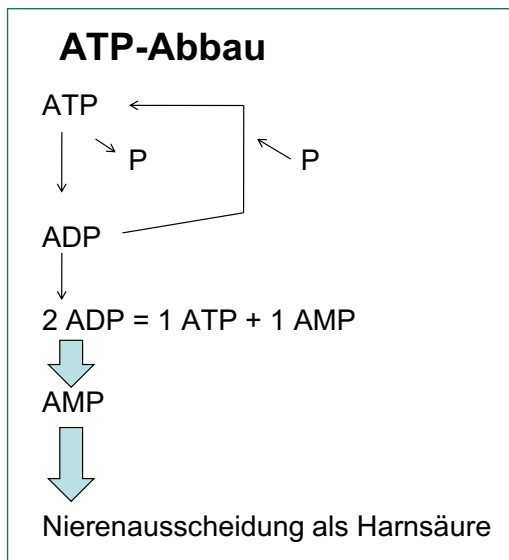 ATP-Abbau
ATP
P P
ADP
2 ADP = 1 ATP + 1 AMP
AMP
Nierenausscheidung als Harnsäure